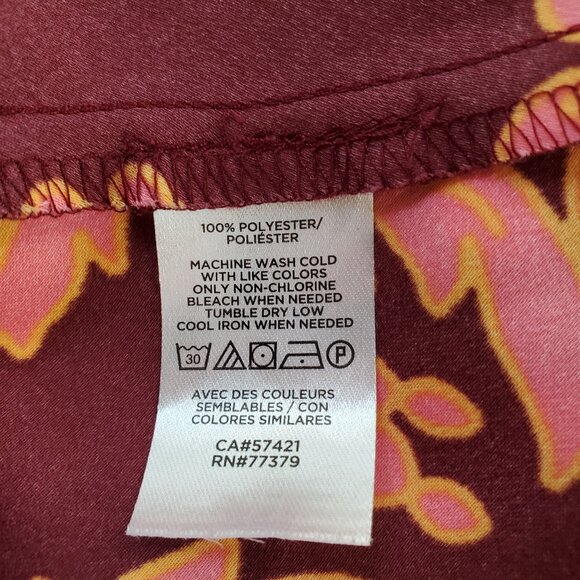 100% POLYESTER/
POLIÉSTER
MACHINE WASH COLD
WITH LIKE COLORS
ONLY NON-CHLORINE
BLEACH WHEN NEEDED
TUMBLE DRY LOW
COOL IRON WHEN NEEDED
30 P
AVEC DES COULEURS
SEMBLABLES / CON
COLORES SIMILARES
CA#57421
RN#77379